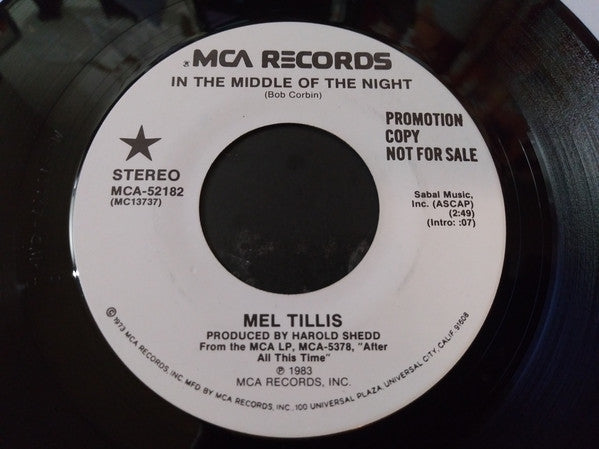 MCA RECORDS
IN THE MIDDLE OF THE NIGHT
(Bob Corbin)
PROMOTION
COPY
NOT FOR SALE
STEREO
MCA-52182
(MC13737)
Sabal Music,
Inc. (ASCAP)
(2:49)
(Intro: :07)
MEL TILLIS
PRODUCED BY HAROLD SHEDD
From the MCA LP, MCA-5378, "After
All This Time"
℗ 1983
MCA RECORDS, INC.
©1973 MCA RECORDS, INC. MFD BY MCA RECORDS, INC., 100 UNIVERSAL PLAZA, UNIVERSAL CITY, CALIF. 91608